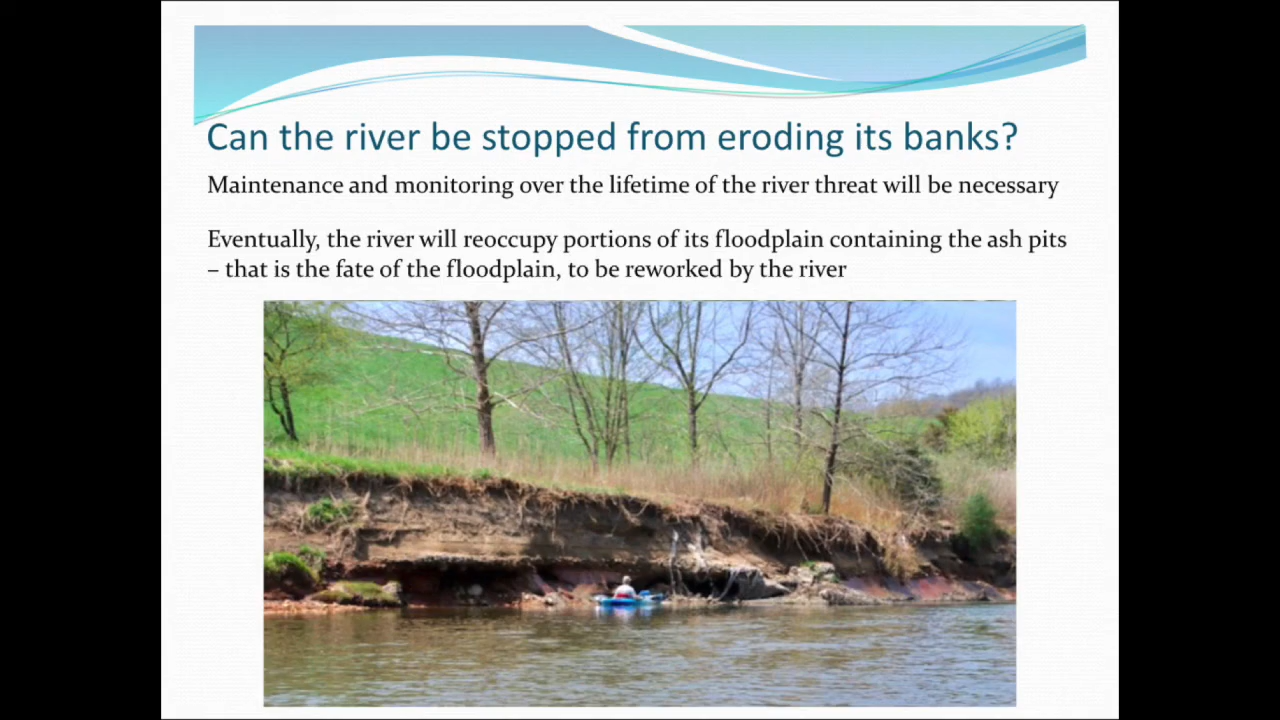 Can the river be stopped from eroding its banks?
Maintenance and monitoring over the lifetime of the river threat will be necessary
Eventually, the river will reoccupy portions of its floodplain containing the ash pits
– that is the fate of the floodplain, to be reworked by the river